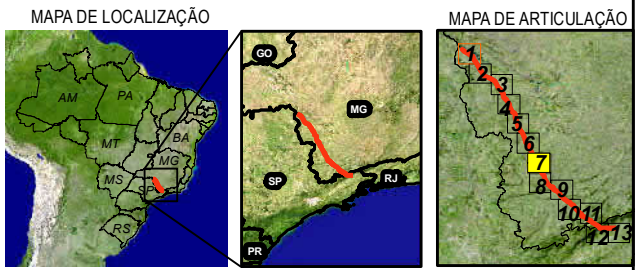 MAPA DE LOCALIZAÇÃO
AM
PA
MT
BA
MG
MS
SP
RS
GO
MG
SP
RJ
PR
MAPA DE ARTICULAÇÃO
1
2
3
4
5
6
7
8
9
10
11
12
13